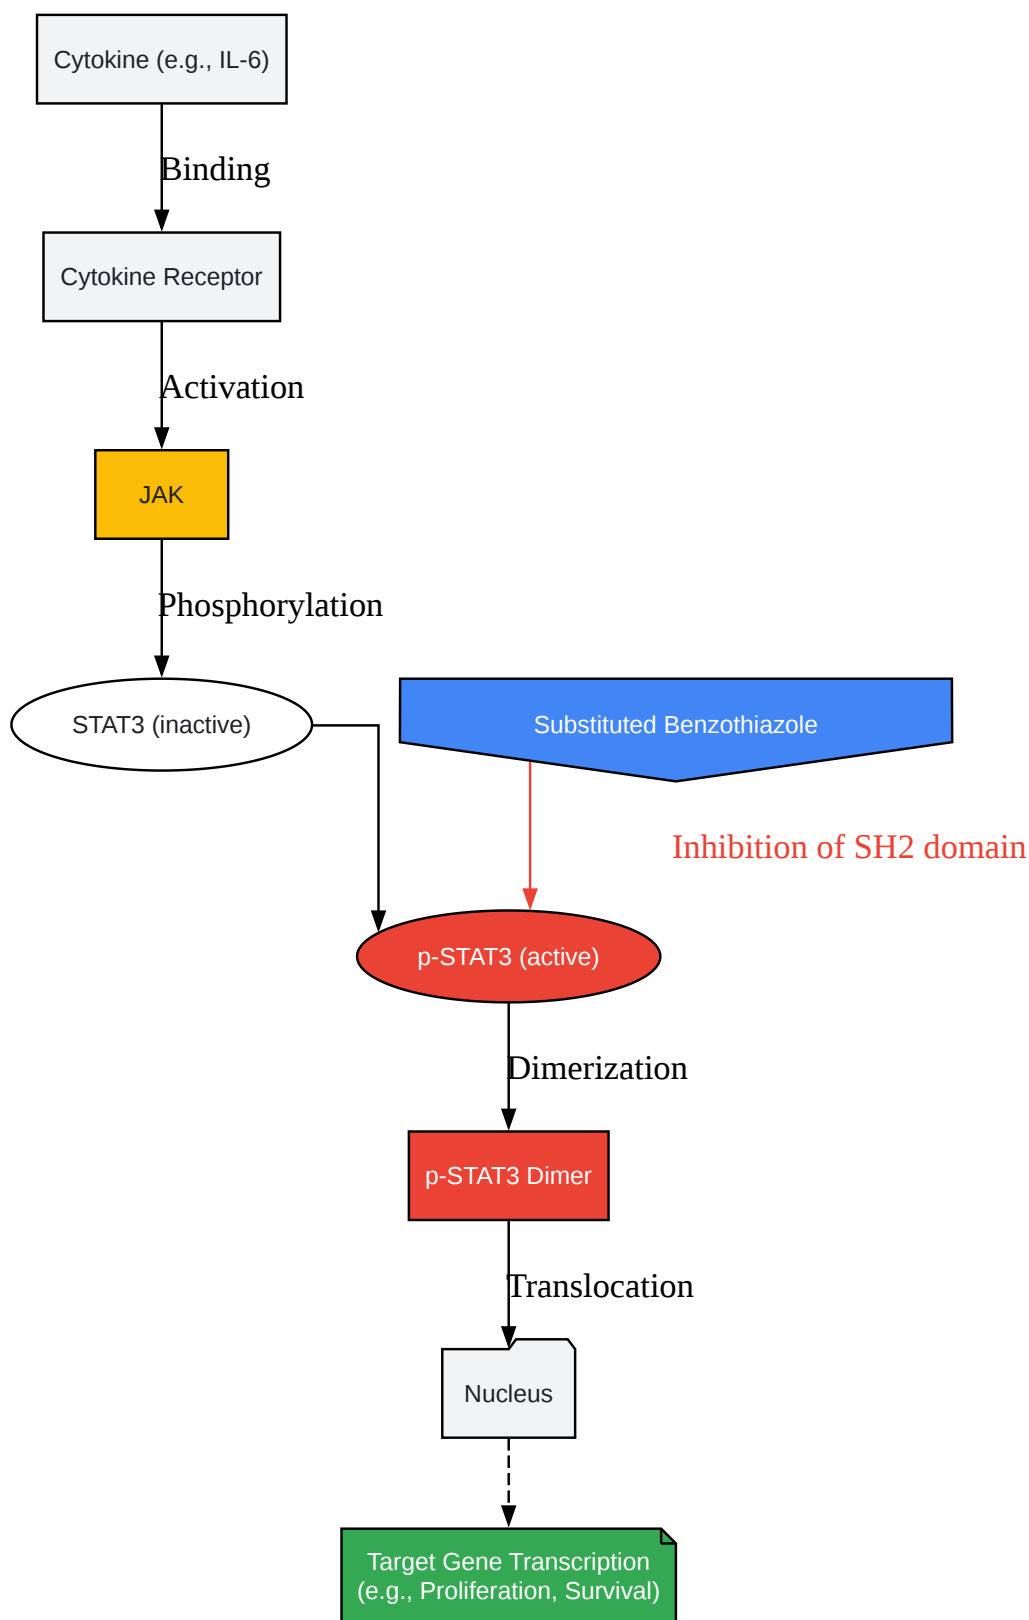 Cytokine (e.g., IL-6)
Binding
Cytokine Receptor
Activation
JAK
Phosphorylation
STAT3 (inactive)
Substituted Benzothiazole
Inhibition of SH2 domain
p-STAT3 (active)
Dimerization
p-STAT3 Dimer
Translocation
Nucleus
Target Gene Transcription
(e.g., Proliferation, Survival)